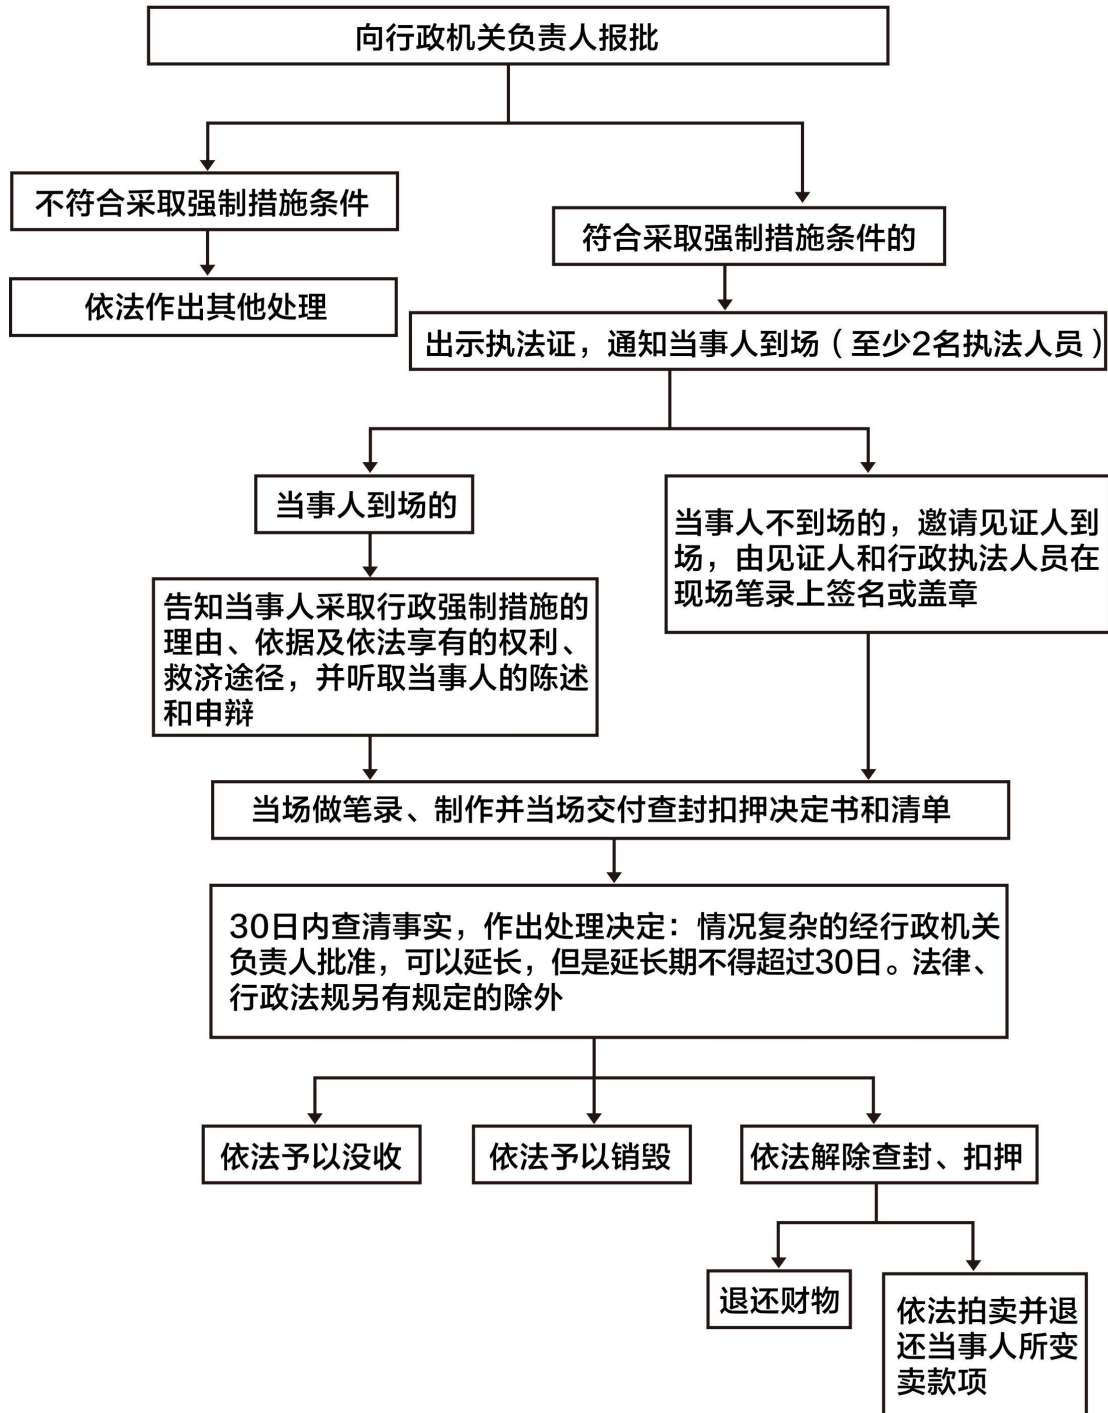 向行政机关负责人报批
不符合采取强制措施条件
符合采取强制措施条件的
依法作出其他处理
出示执法证，通知当事人到场（至少2名执法人员）
当事人到场的
当事人不到场的，邀请见证人到
场，由见证人和行政执法人员在
现场笔录上签名或盖章
告知当事人采取行政强制措施的
理由、依据及依法享有的权利、
救济途径，并听取当事人的陈述
和申辩
当场做笔录、制作并当场交付查封扣押决定书和清单
30日内查清事实，作出处理决定：情况复杂的经行政机关
负责人批准，可以延长，但是延长期不得超过30日。法律、
行政法规另有规定的除外
依法予以没收
依法予以销毁
依法解除查封、扣押
退还财物
依法拍卖并退
还当事人所变
卖款项